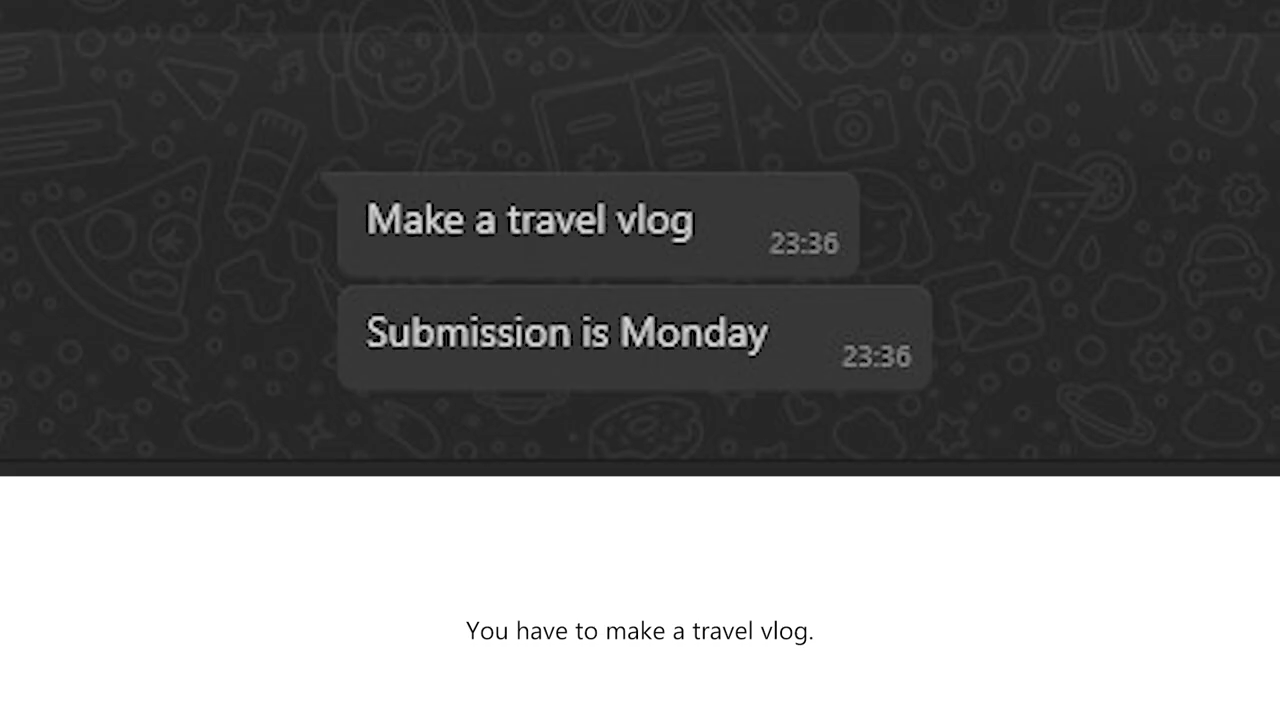 Make a travel vlog
23:36
Submission is Monday
23:36
You have to make a travel vlog.